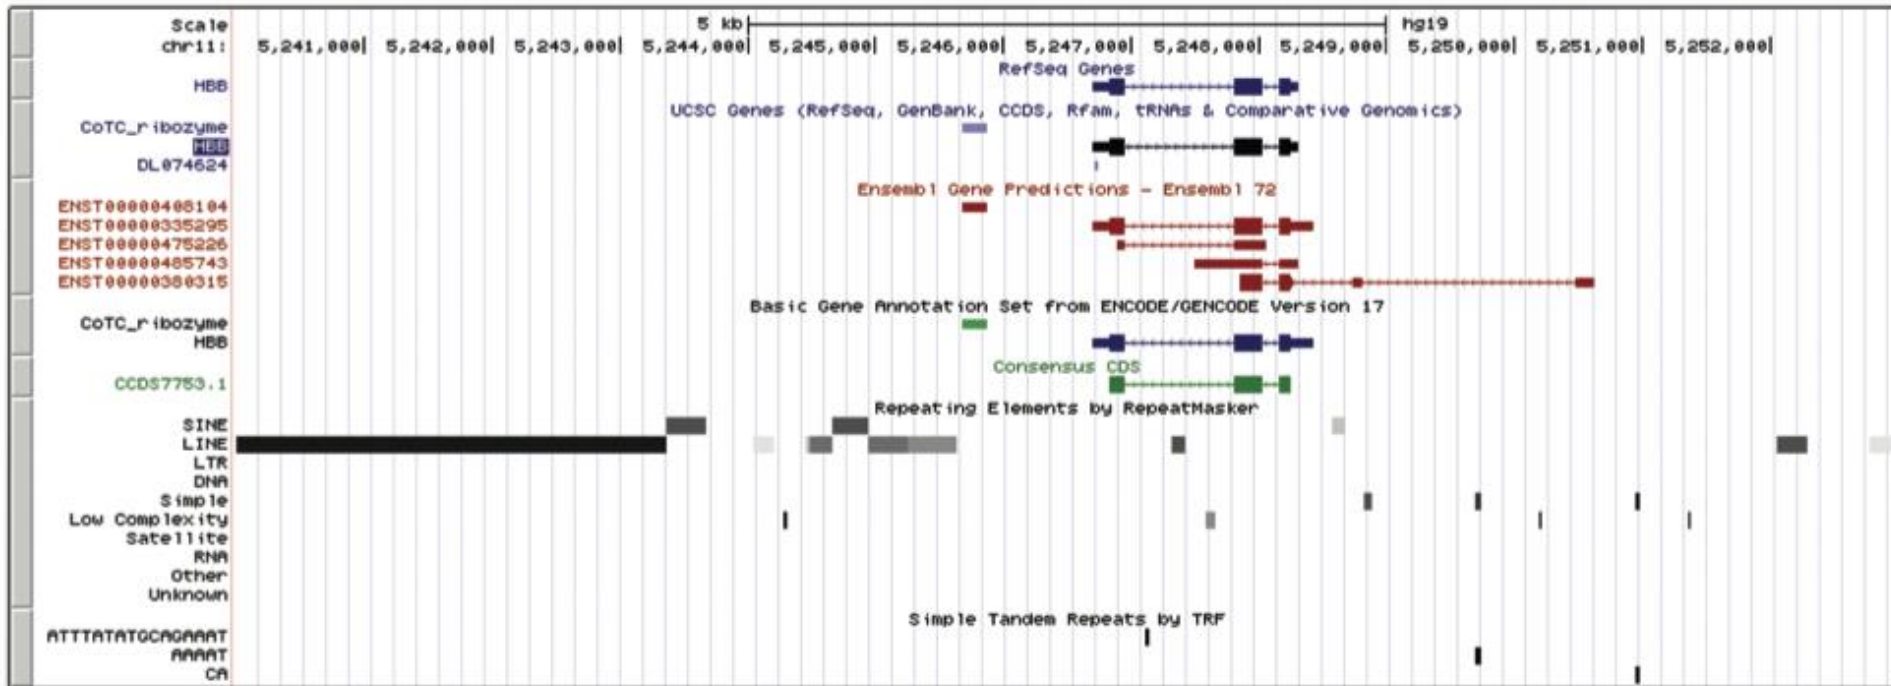 Scale 5 kb hg19
chr11: 5,241,000| 5,242,000| 5,243,000| 5,244,000| 5,245,000| 5,246,000| 5,247,000| 5,248,000| 5,249,000| 5,250,000| 5,251,000| 5,252,000|
RefSeq Genes
HBB
UCSC Genes (RefSeq, GenBank, CCDS, Rfam, tRNAs & Comparative Genomics)
CoTC_ribozyme
HBB
DL074624
Ensembl Gene Predictions - Ensembl 72
ENST00000408104
ENST00000335295
ENST00000475226
ENST00000485743
ENST00000380315
Basic Gene Annotation Set from ENCODE/GENCODE Version 17
CoTC_ribozyme
HBB
Consensus CDS
CCDS7753.1
Repeating Elements by RepeatMasker
SINE
LINE
LTR
DNA
Simple
Low Complexity
Satellite
RNA
Other
Unknown
Simple Tandem Repeats by TRF
ATTTATATGCAGAAAT
AAAAT
CA